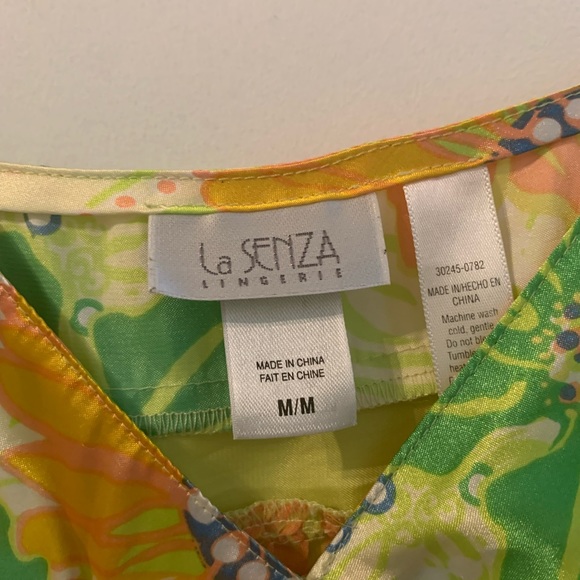 La SENZA
LINGERIE
MADE IN CHINA
FAIT EN CHINE
M/M
30245-0782
MADE IN/HECHO EN
CHINA
Machine wash
cold, gentle
Do not
Tumble